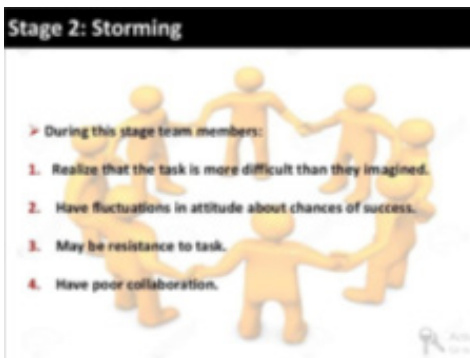 Stage 2: Storming
➤ During this stage team members:
1. Realize that the task is more difficult than they imagined.
2. Have fluctuations in attitude about chances of success.
3. May be resistance to task.
4. Have poor collaboration.